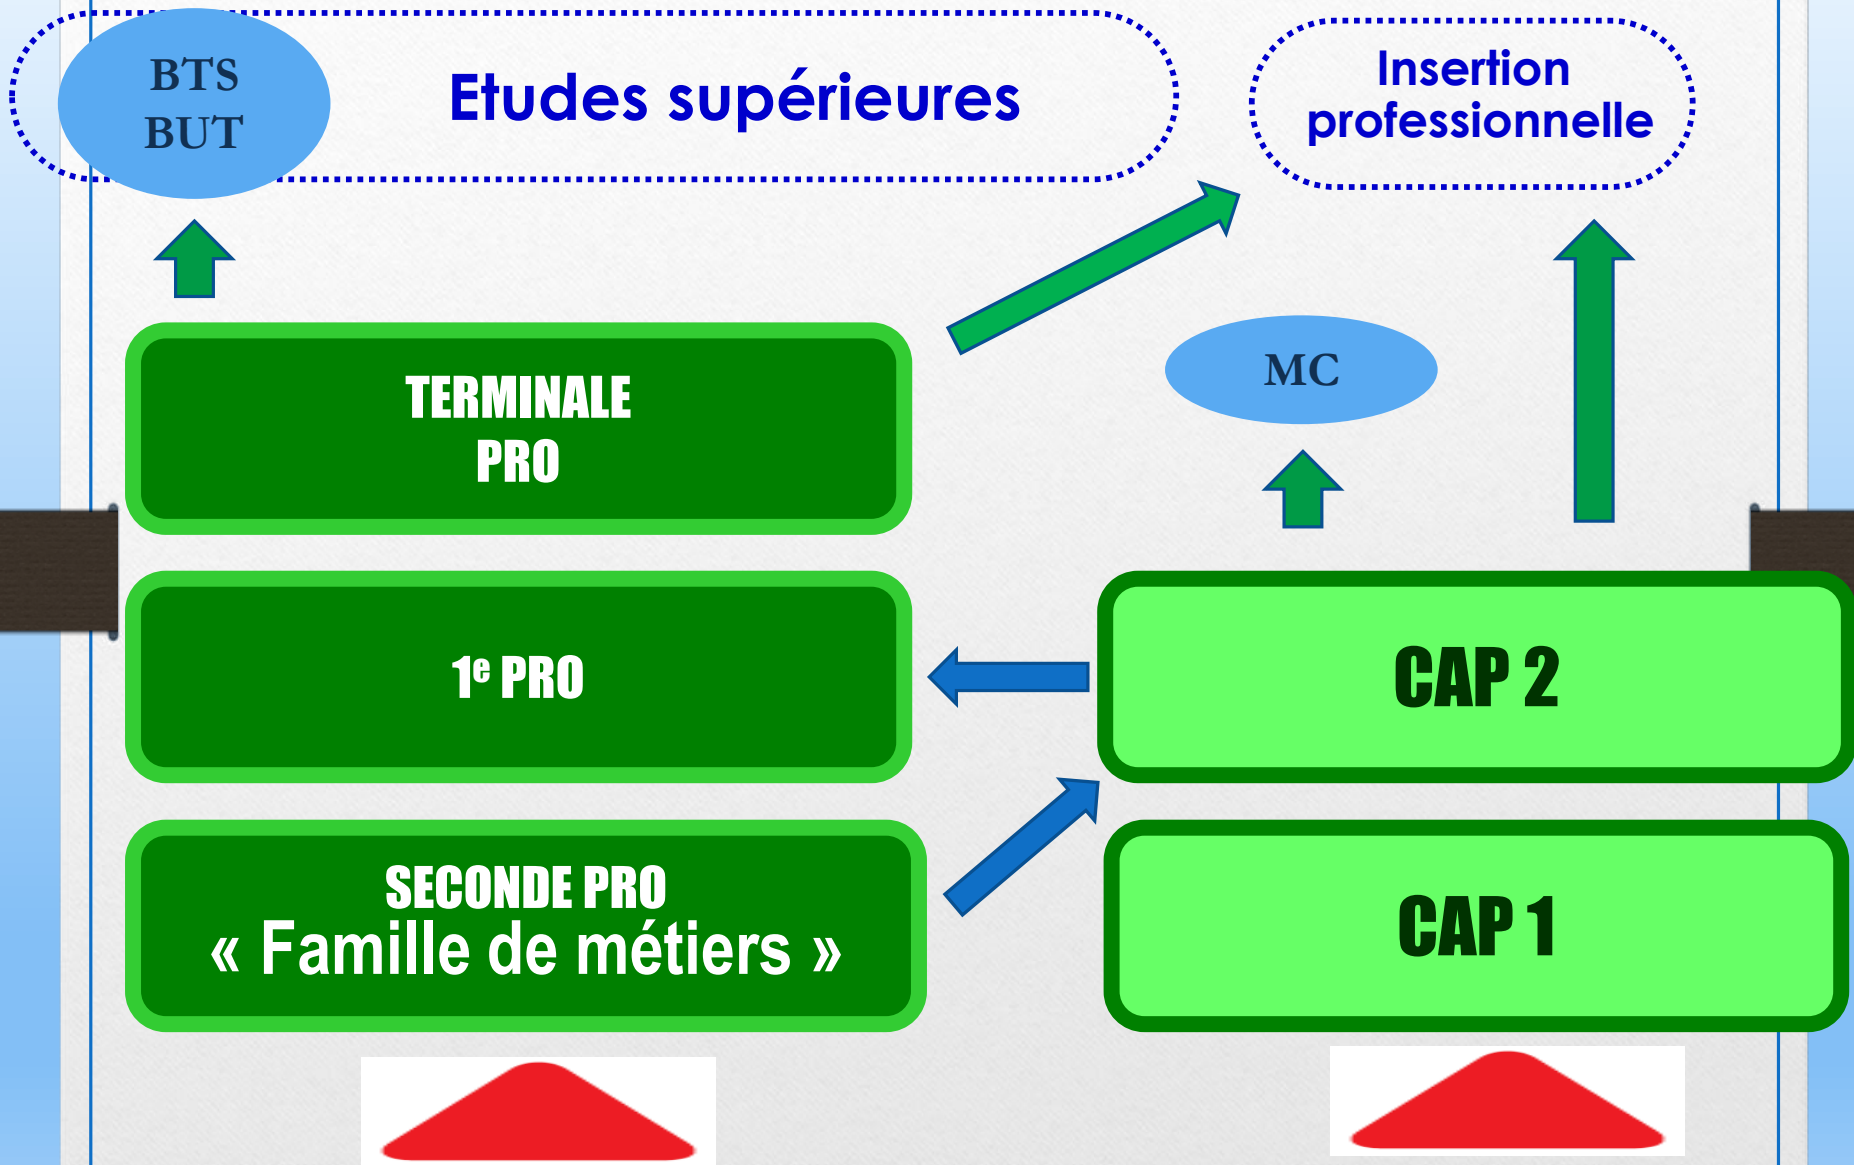 BTS
BUT
Etudes supérieures
Insertion
professionnelle
TERMINALE
PRO
MC
1e PRO
CAP 2
SECONDE PRO
« Famille de métiers »
CAP 1